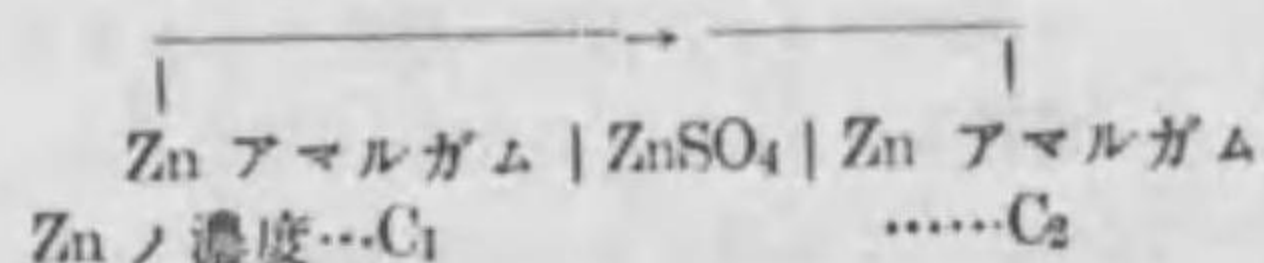 Zn アマルガム | ZnSO₄ | Zn アマルガム
Zn ノ濃度…C₁ ……C₂